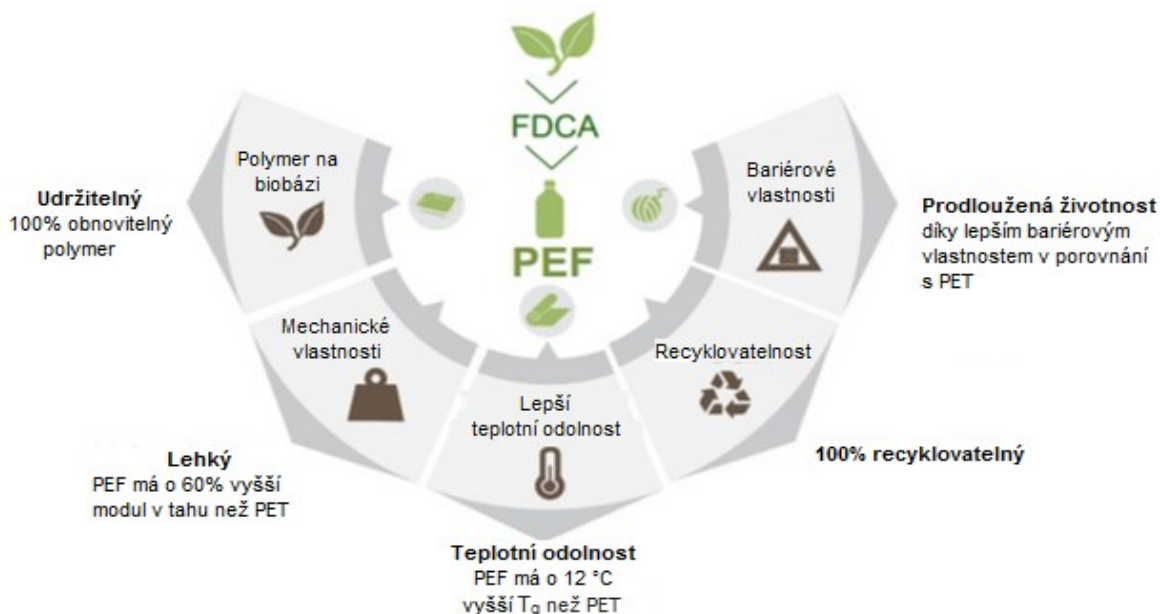 FDCA
PEF
Polymer na
biobázi
Udržitelný
100% obnovitelný
polymer
Mechanické
vlastnosti
Lehký
PEF má o 60% vyšší
modul v tahu než PET
Lepší
teplotní odolnost
Teplotní odolnost
PEF má o 12 °C
vyšší Tg než PET
Recyklovatelnost
100% recyklovatelný
Bariérové
vlastnosti
Prodloužená životnost
díky lepším bariérovým
vlastnostem v porovnání
s PET